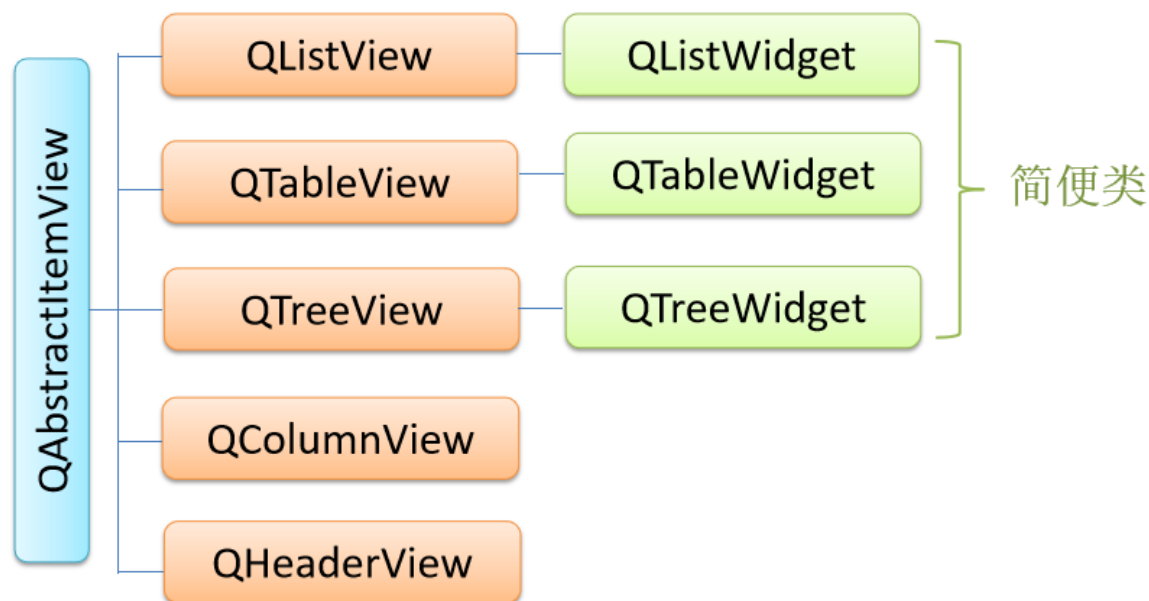 QAbstractItemView
QListView
QListWidget
QTableView
QTableWidget
QTreeView
QTreeWidget
QColumnView
QHeaderView
简便类